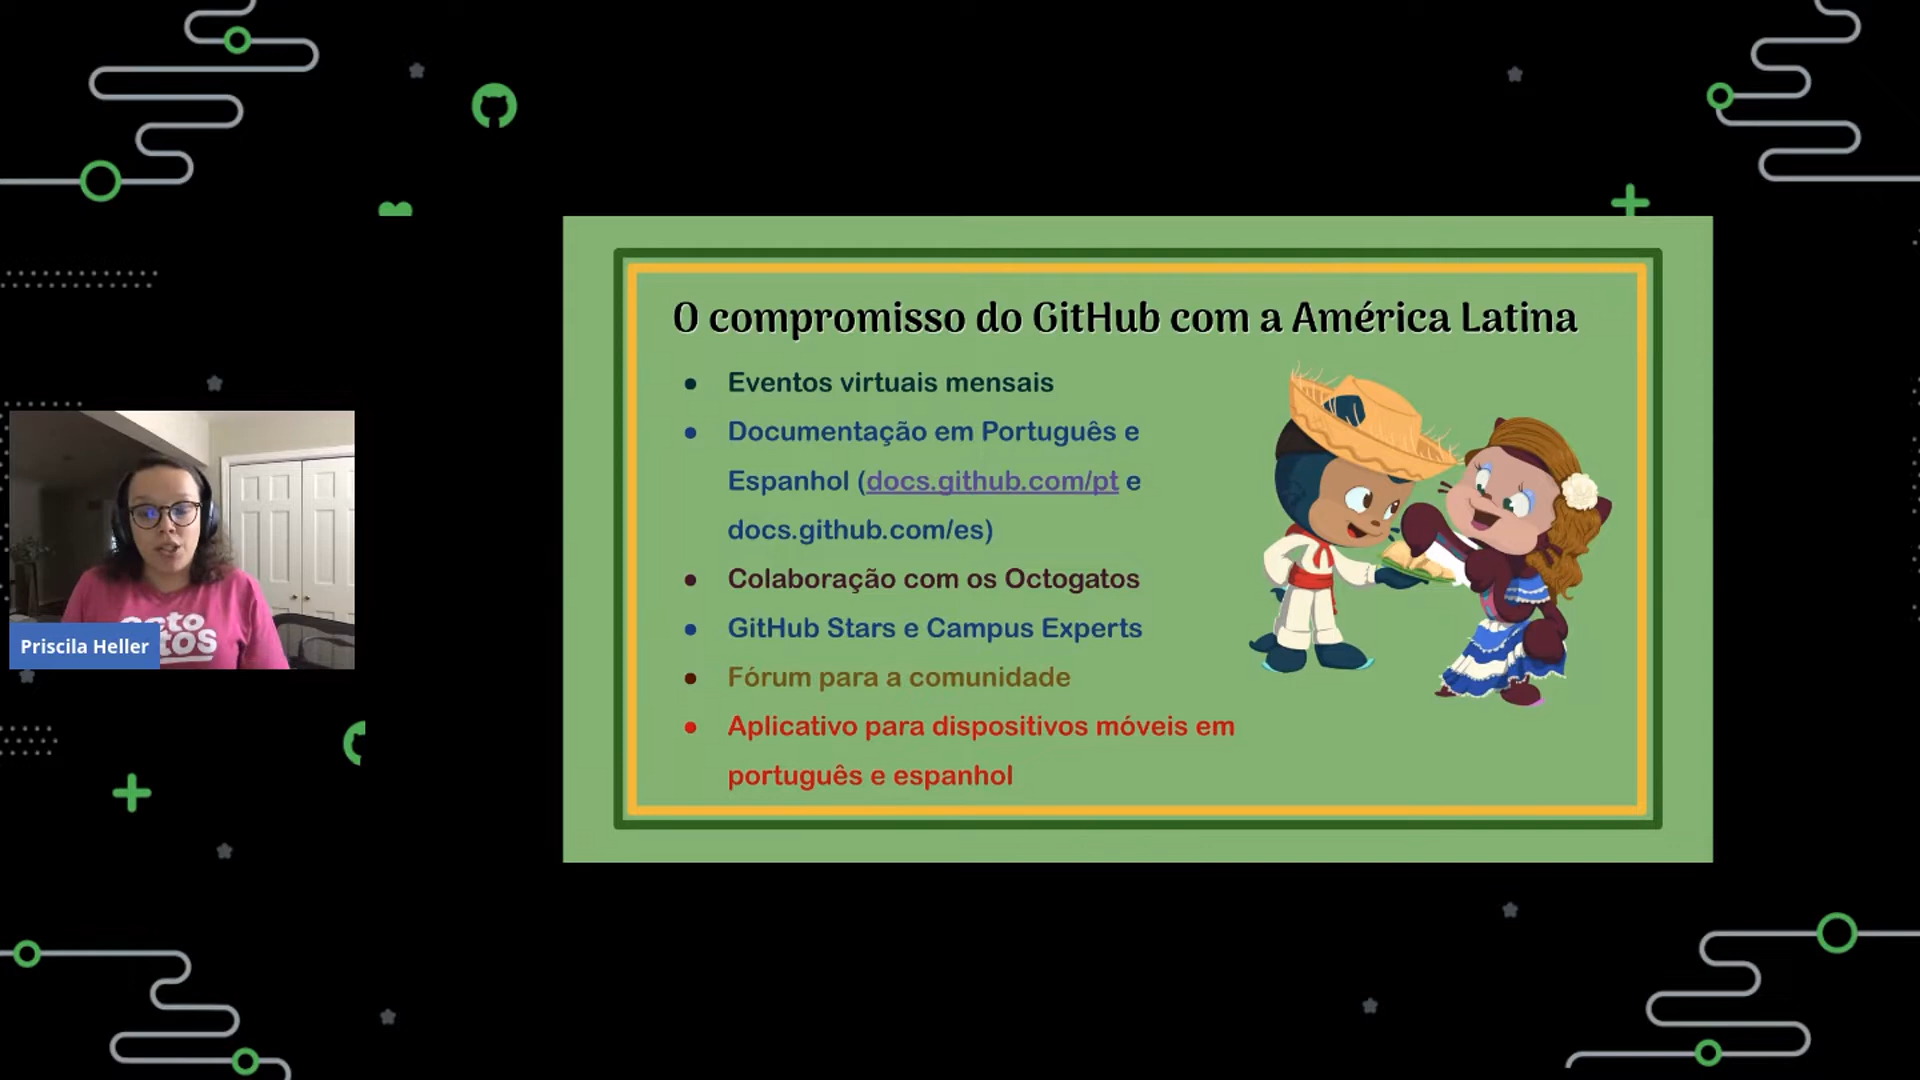 O compromisso do GitHub com a América Latina
Eventos virtuais mensais
Documentação em Português e
Espanhol (docs.github.com/pt e
docs.github.com/es)
Colaboração com os Octogatos
GitHub Stars e Campus Experts
Fórum para a comunidade
Aplicativo para dispositivos móveis em
português e espanhol
Priscila Heller